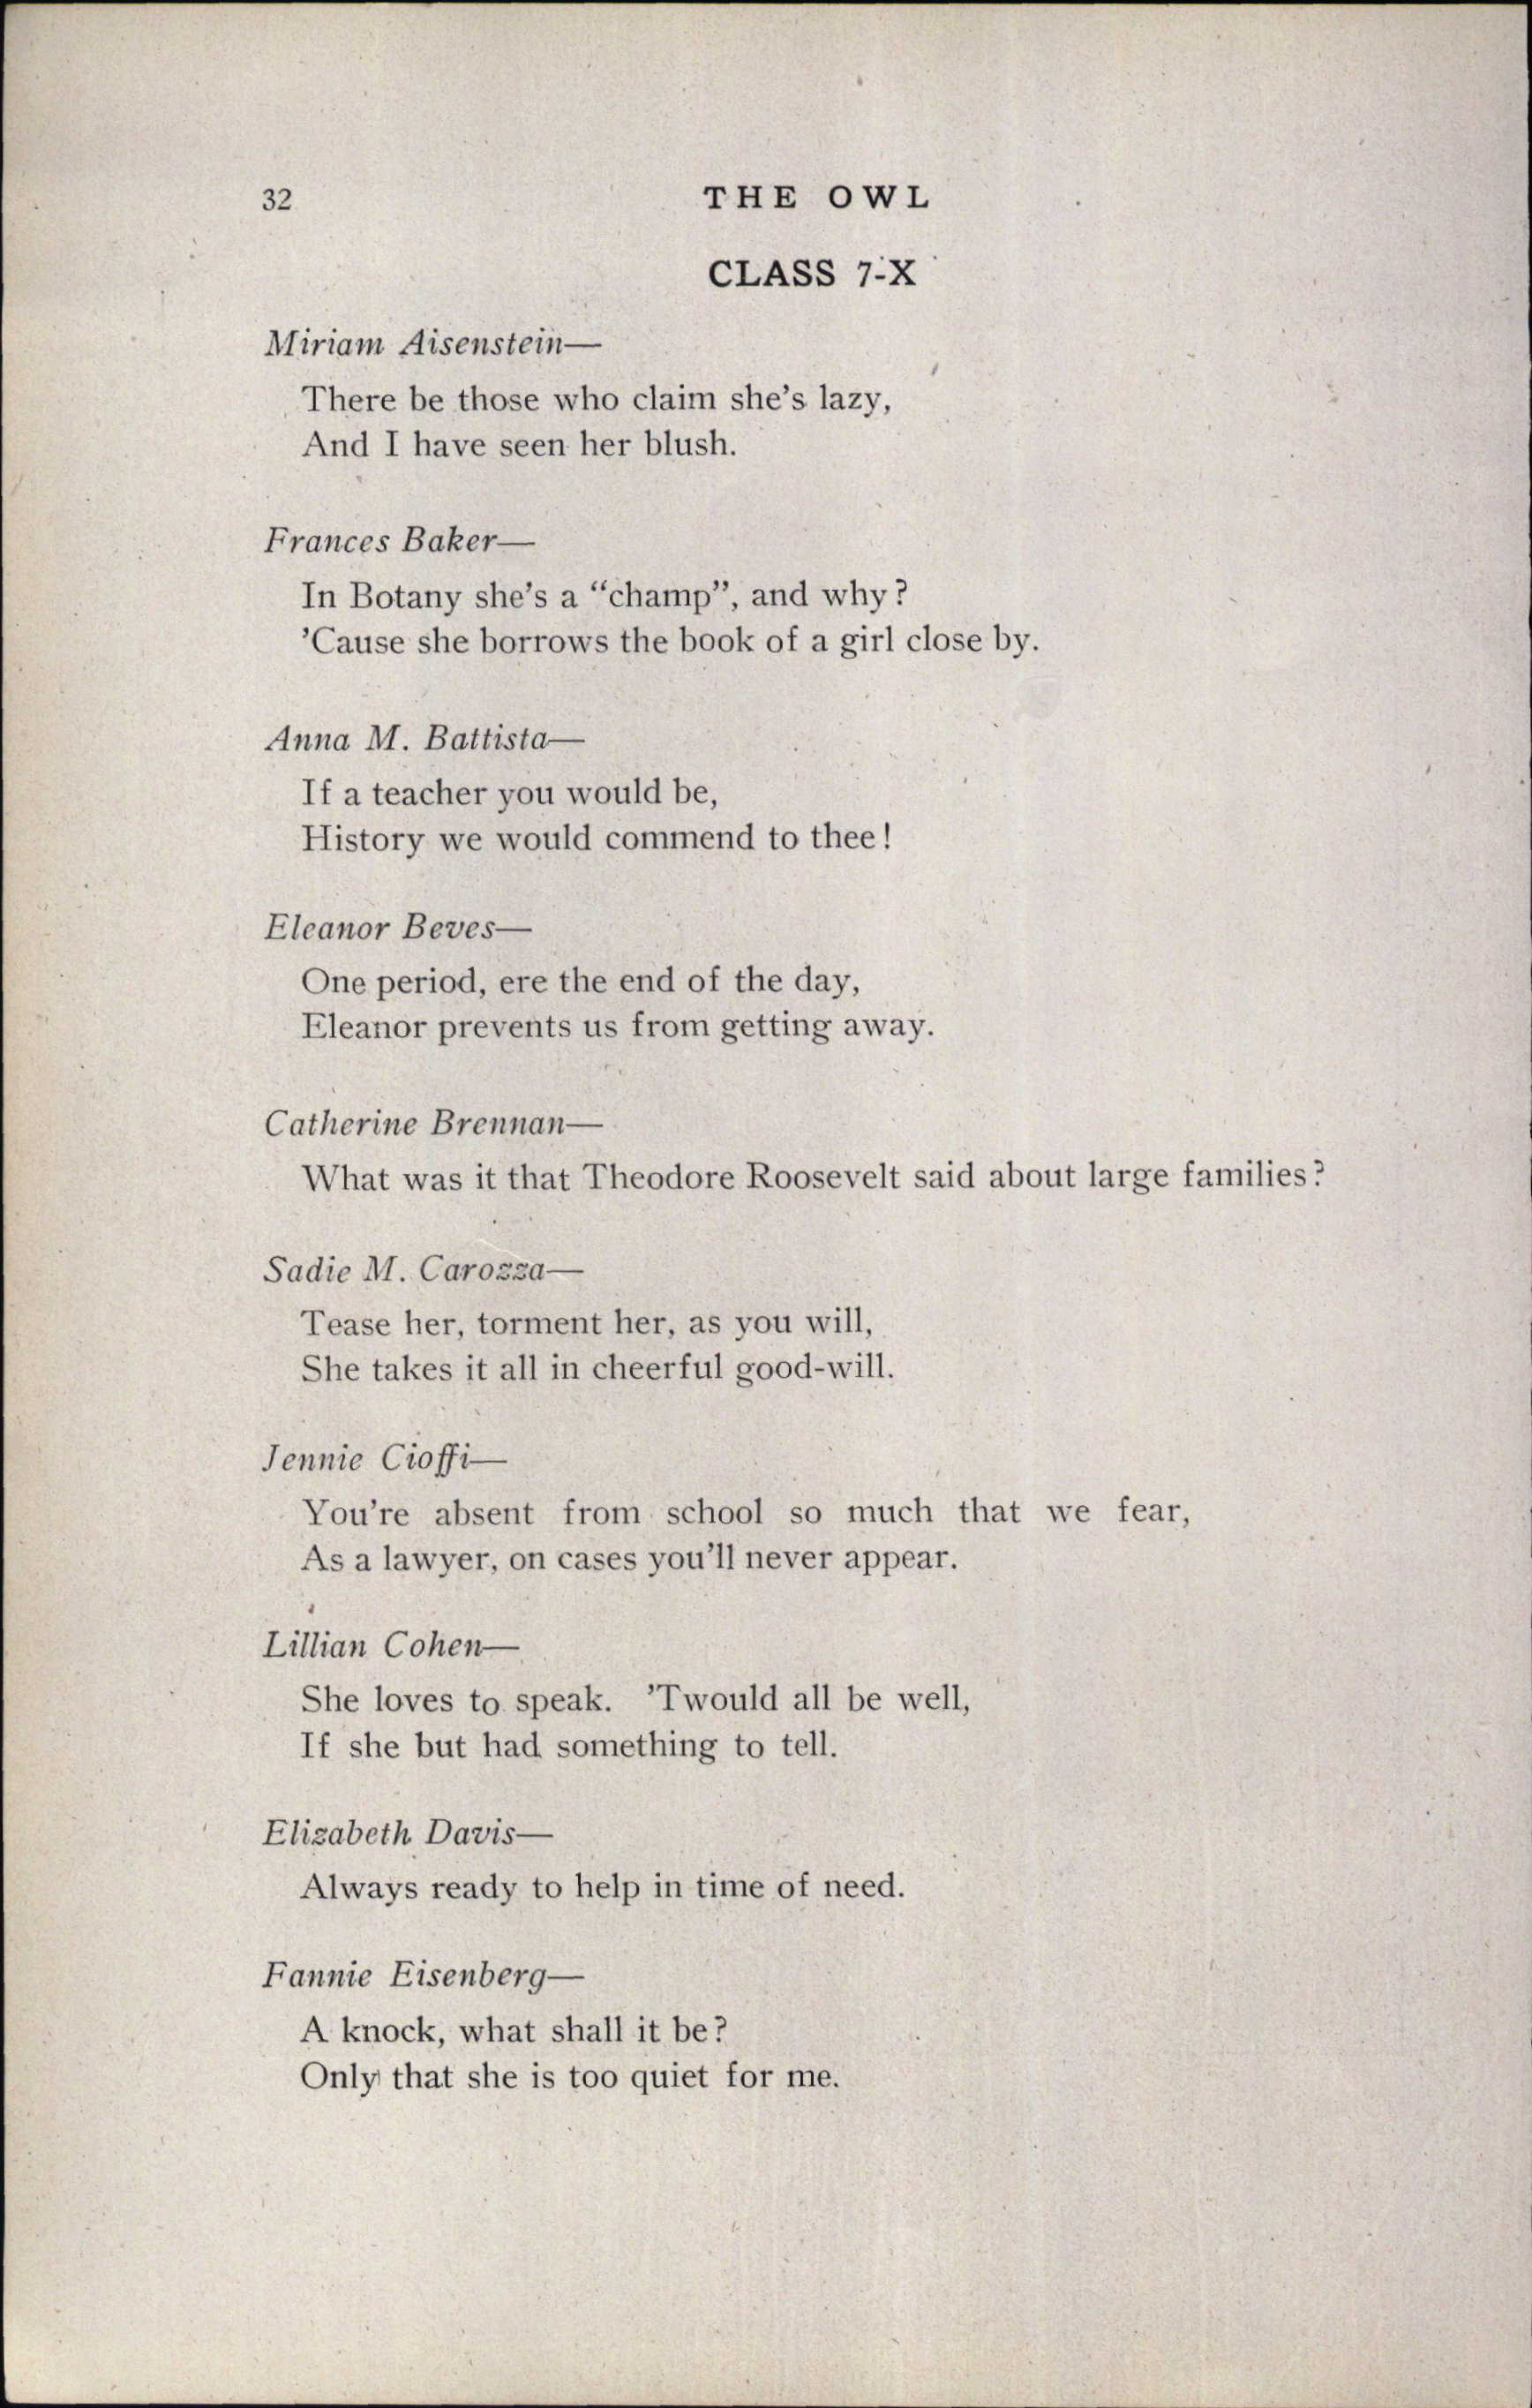 32
THE OWL
CLASS 7-X
Miriam Aisenstein—
There be those who claim she's lazy,
And I have seen her blush.
Frances Baker—
In Botany she's a “champ”, and why?
'Cause she borrows the book of a girl close by.
Anna M. Battista—
If a teacher you would be,
History we would commend to thee!
Eleanor Beves—
One period, ere the end of the day,
Eleanor prevents us from getting away.
Catherine Brennan—
What was it that Theodore Roosevelt said about large families?
Sadie M. Carozza—
Tease her, torment her, as you will,
She takes it all in cheerful good-will.
Jennie Cioffi—
You're absent from school so much that we fear,
As a lawyer, on cases you'll never appear.
Lillian Cohen—
She loves to speak. 'Twould all be well,
If she but had something to tell.
Elizabeth Davis—
Always ready to help in time of need.
Fannie Eisenberg—
A knock, what shall it be?
Only that she is too quiet for me.